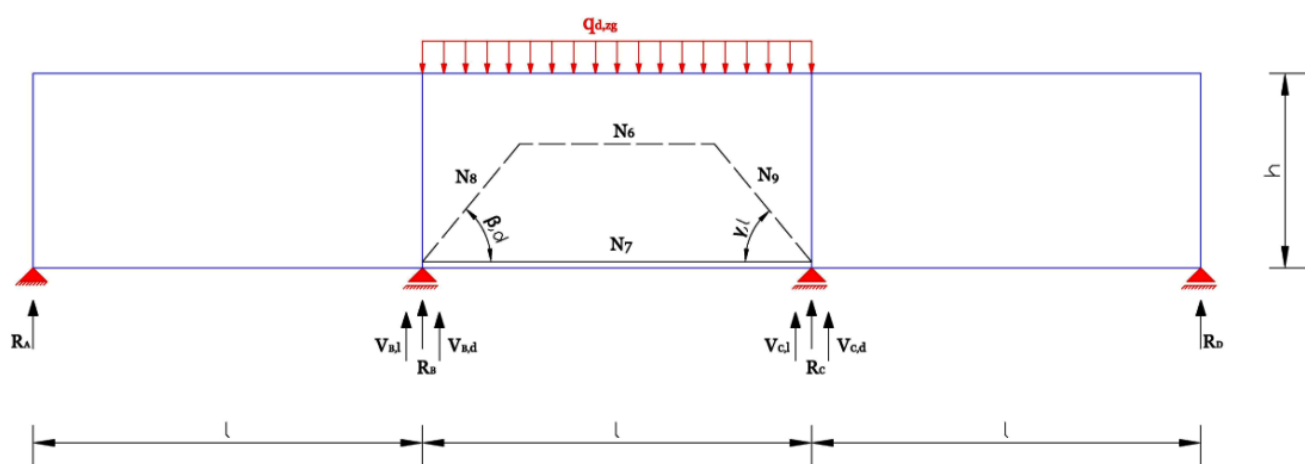 qd,zg
N6
N8
N9
β,d
γ,l
N7
h
RA
VB,l
VB,d
RB
VC,l
VC,d
RC
RD
l
l
l